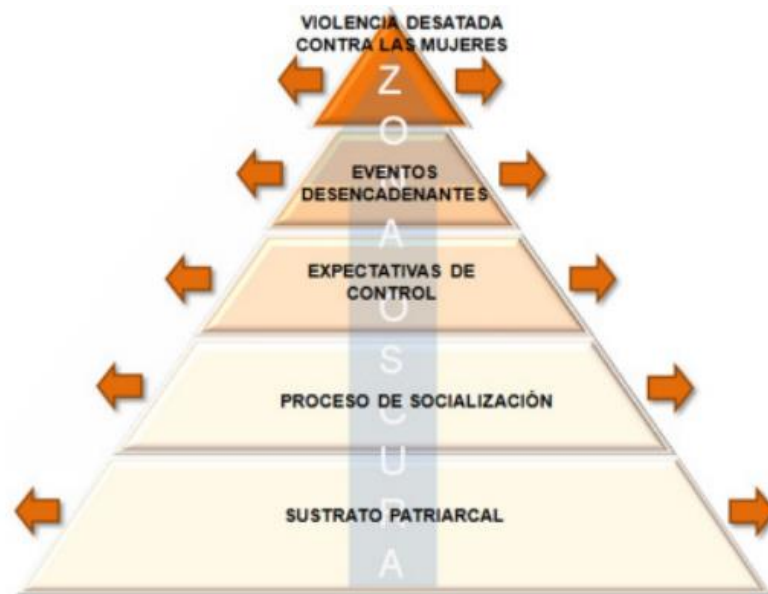 VIOLENCIA DESATADA
CONTRA LAS MUJERES
EVENTOS
DESENCADENANTES
EXPECTATIVAS DE
CONTROL
PROCESO DE SOCIALIZACIÓN
SUSTRATO PATRIARCAL
ZONA OSCURA